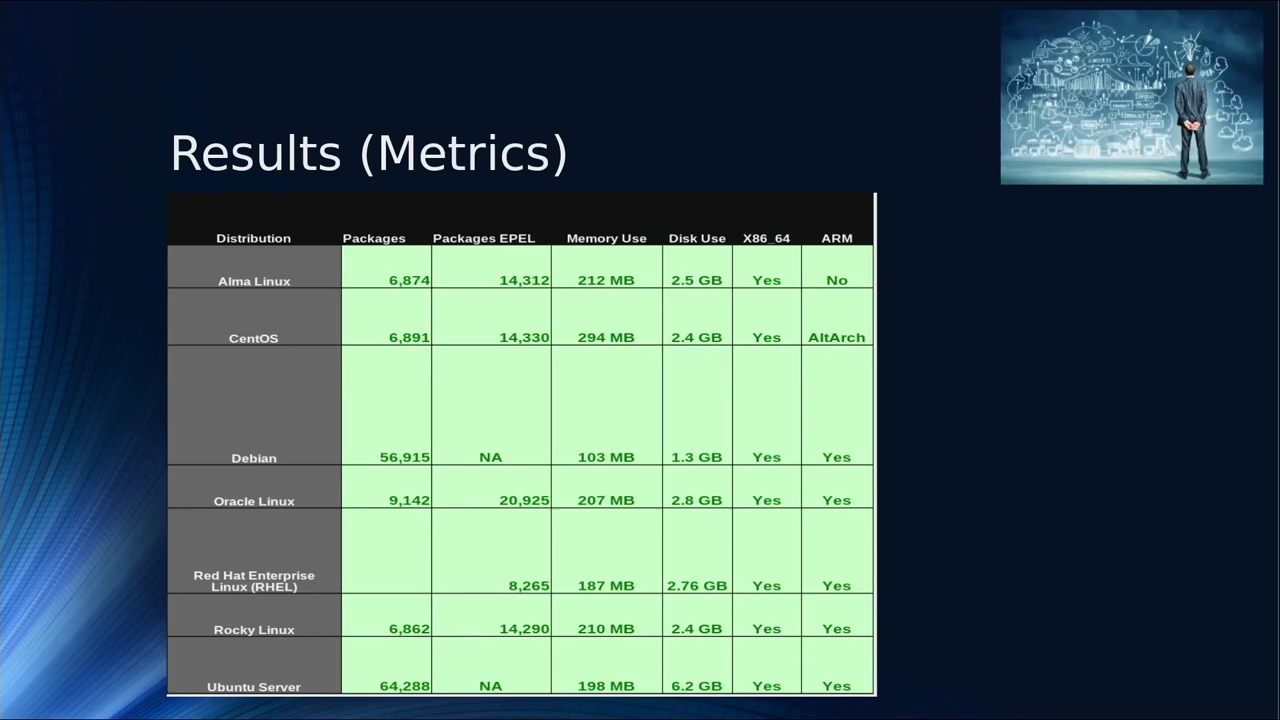 Results (Metrics)
Distribution Packages Packages EPEL Memory Use Disk Use X86_64 ARM
Alma Linux 6,874 14,312 212 MB 2.5 GB Yes No
CentOS 6,891 14,330 294 MB 2.4 GB Yes AltArch
Debian 56,915 NA 103 MB 1.3 GB Yes Yes
Oracle Linux 9,142 20,925 207 MB 2.8 GB Yes Yes
Red Hat Enterprise
Linux (RHEL) 8,265 187 MB 2.76 GB Yes Yes
Rocky Linux 6,862 14,290 210 MB 2.4 GB Yes Yes
Ubuntu Server 64,288 NA 198 MB 6.2 GB Yes Yes